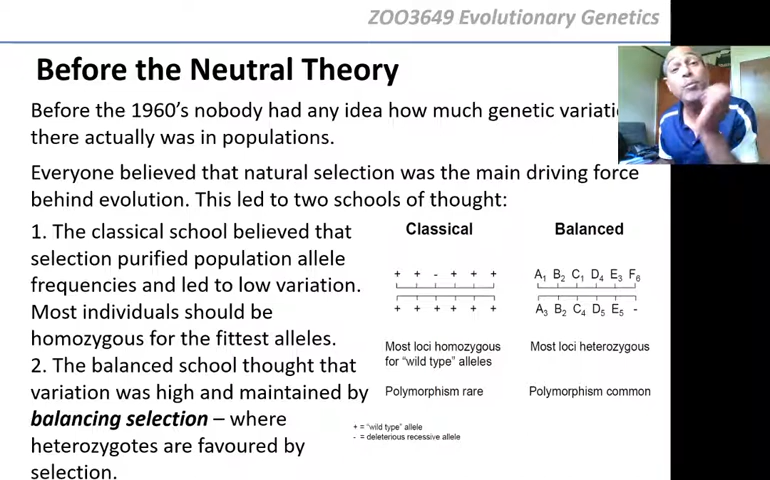 ZOO3649 Evolutionary Genetics
Before the Neutral Theory
Before the 1960's nobody had any idea how much genetic
there actually was in populations.
Everyone believed that natural selection was the main driving force
behind evolution. This led to two schools of thought:
1. The classical school believed that
selection purified population allele
frequencies and led to low variation.
Most individuals should be
homozygous for the fittest alleles.
2. The balanced school thought that
variation was high and maintained by
balancing selection – where
heterozygotes are favoured by
selection.
Classical
+ + - + + +
+ + + + + +
Most loci homozygous
for "wild type" alleles
Polymorphism rare
+ = "wild type" allele
- = deleterious recessive allele
Balanced
A1 B2 C1 D4 E3 F6
A3 B2 C4 D5 E5 -
Most loci heterozygous
Polymorphism common